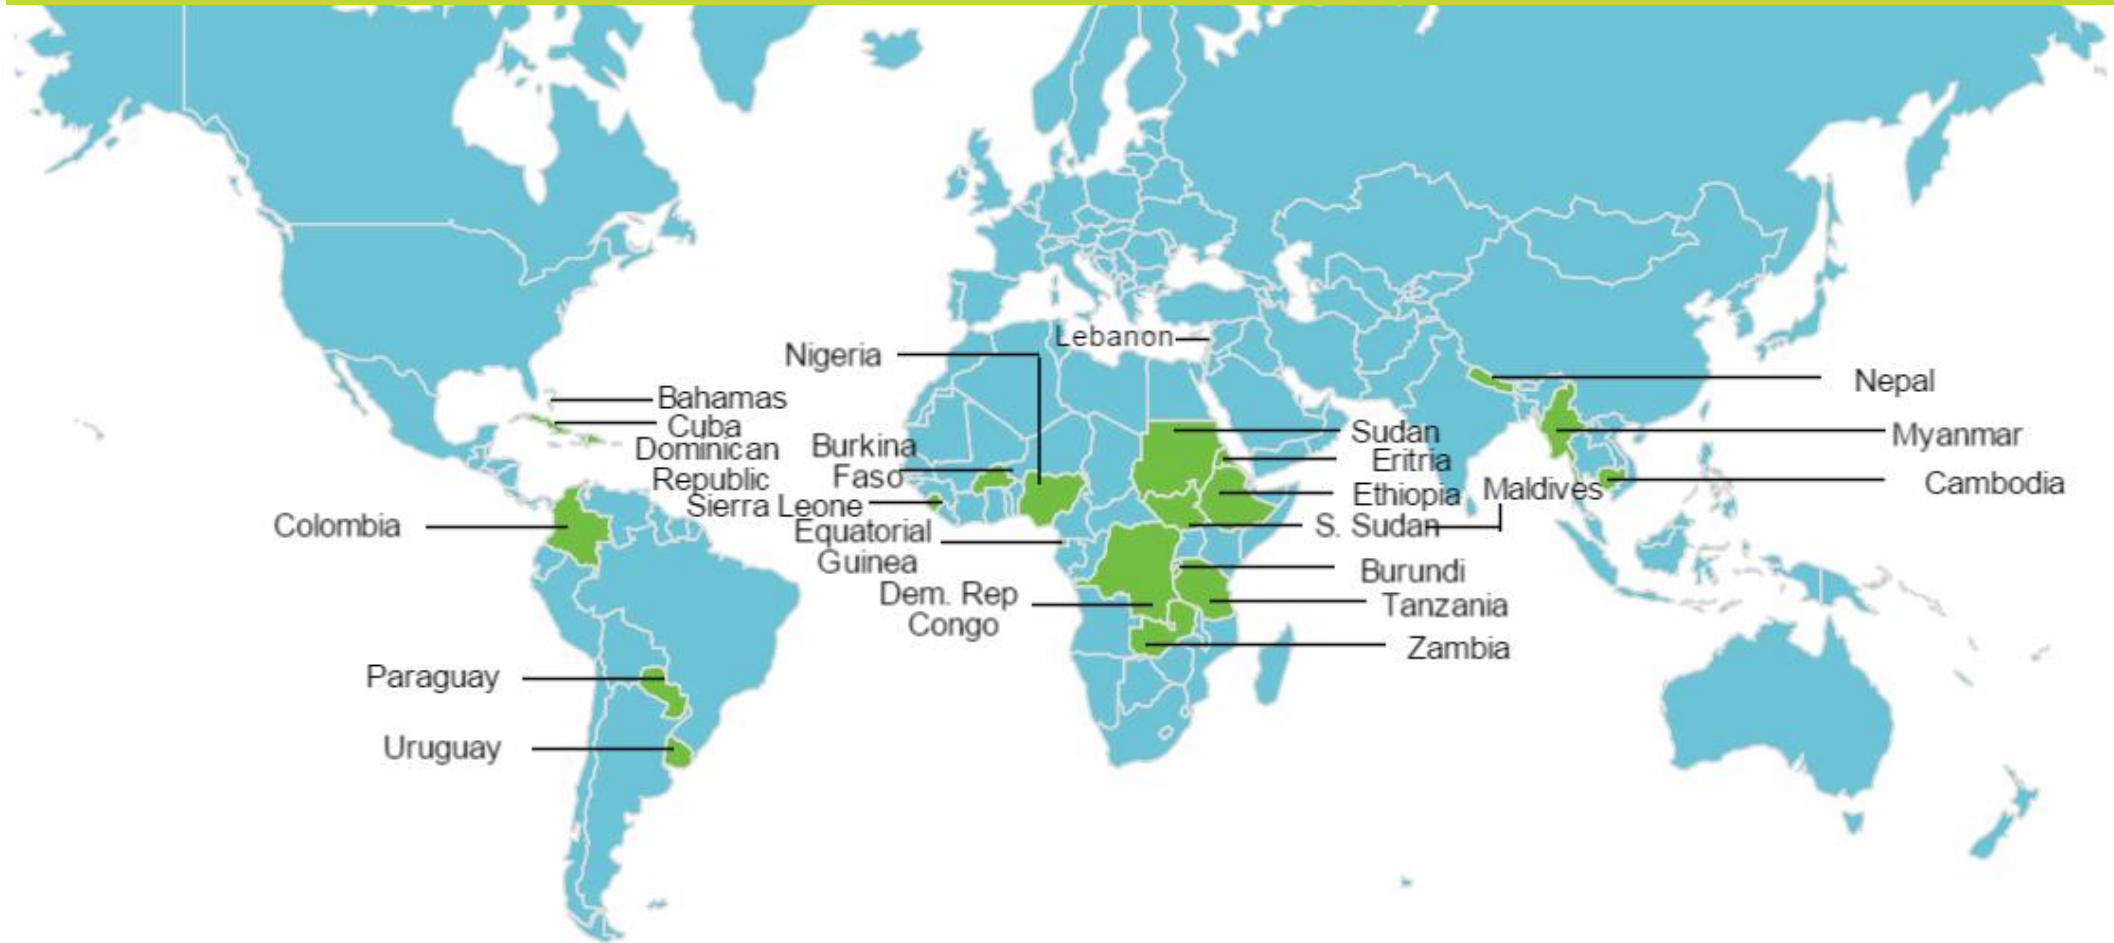 Lebanon
Nigeria
Nepal
Bahamas
Cuba
Dominican
Republic
Burkina
Faso
Sudan
Eritria
Myanmar
Ethiopia
Maldives
Cambodia
Sierra Leone
Colombia
Equatorial
Guinea
S. Sudan
Burundi
Dem. Rep
Congo
Tanzania
Zambia
Paraguay
Uruguay